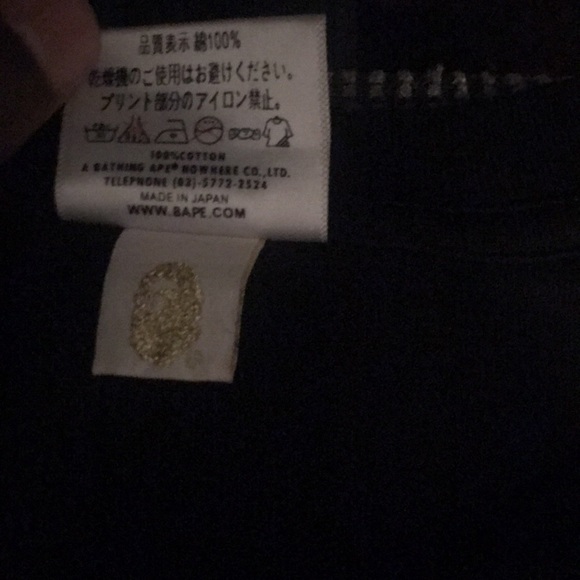 品質表示 綿100%
乾燥機のご使用はお避けください。
プリント部分のアイロン禁止。
100%COTTON
A BATHING APE® NOWHERE CO.,LTD.
TELEPHONE (03)-5772-2524
MADE IN JAPAN
WWW.BAPE.COM